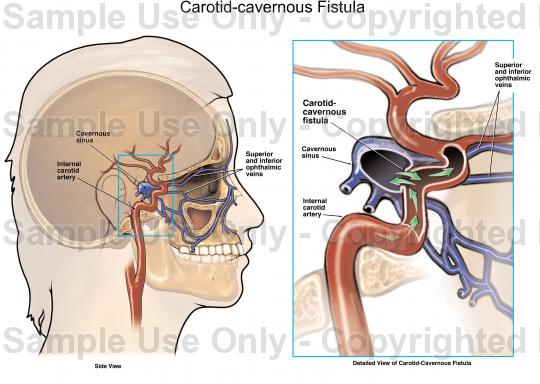 Carotid-cavernous Fistula
Sample Use Only - Copyrighted
Superior
and inferior
ophthalmic
veins
Carotid-
cavernous
fistula
Sample Use Only - Copyrighted
Cavernous
sinus
Cavernous
sinus
Superior
and inferior
ophthalmic
veins
Internal
carotid
artery
Internal
carotid
artery
Sample Use Only - Copyrighted
Sample Use Only - Copyrighted
Side View
Detailed View of Carotid-Cavernous Fistula